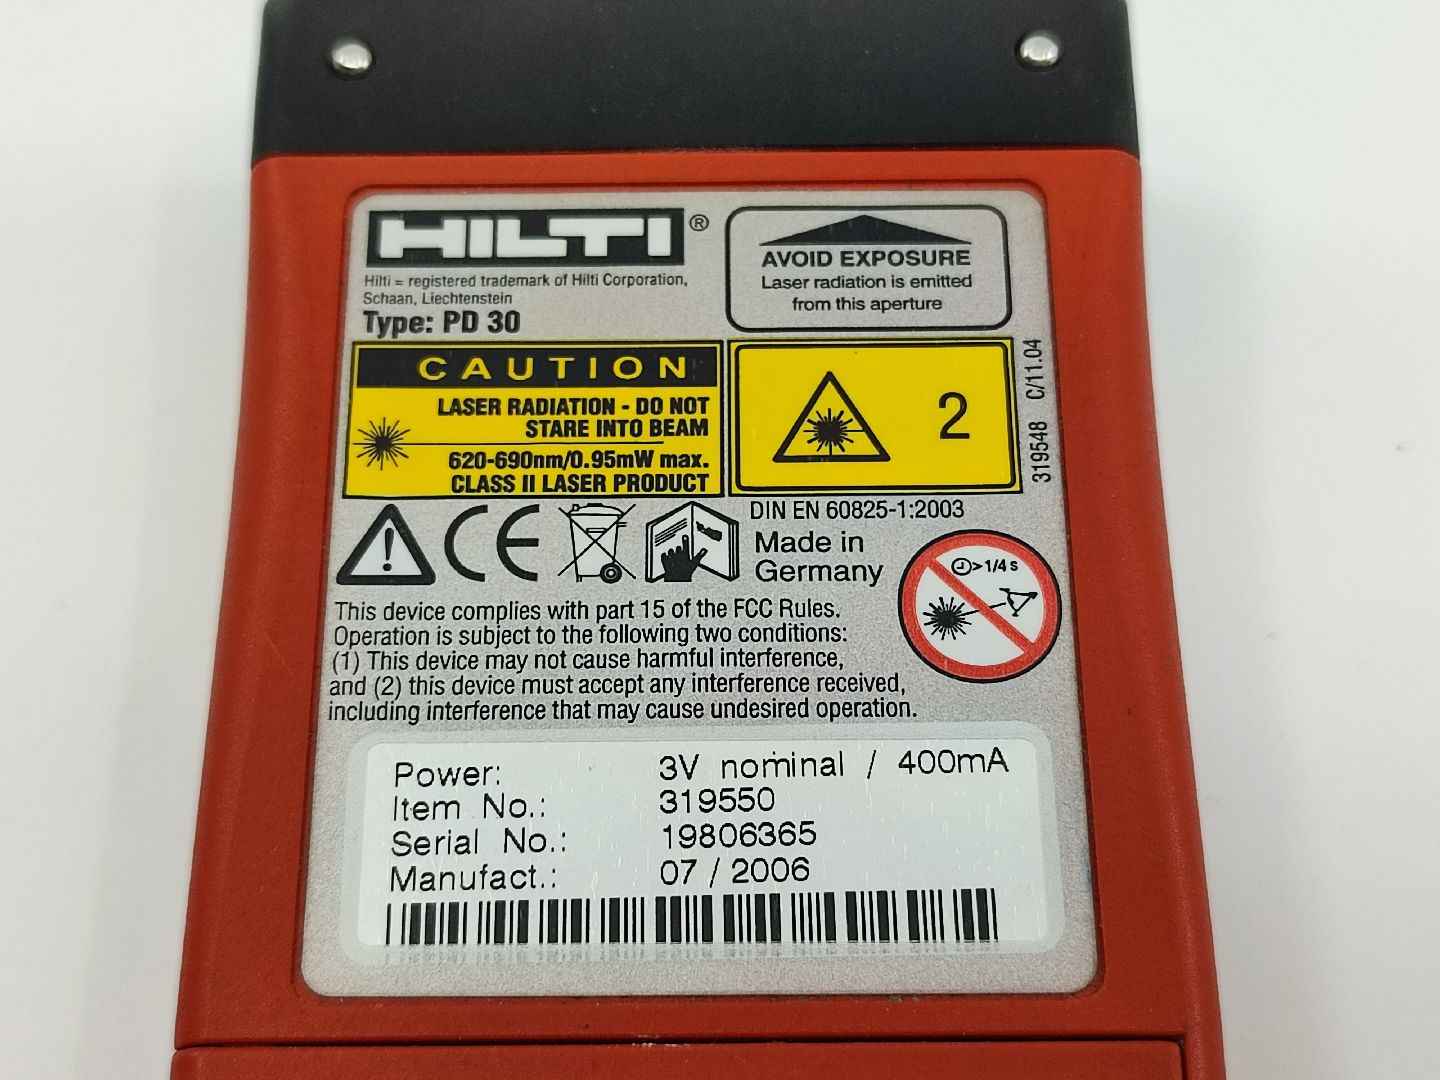 HILTI®
Hilti = registered trademark of Hilti Corporation,
Schaan, Liechtenstein
Type: PD 30
AVOID EXPOSURE
Laser radiation is emitted
from this aperture
CAUTION
LASER RADIATION - DO NOT
STARE INTO BEAM
620-690nm/0.95mW max.
CLASS II LASER PRODUCT
2
319548 C/11.04
CE
DIN EN 60825-1:2003
Made in
Germany
>1/4 s
This device complies with part 15 of the FCC Rules.
Operation is subject to the following two conditions:
(1) This device may not cause harmful interference,
and (2) this device must accept any interference received,
including interference that may cause undesired operation.
Power: 3V nominal / 400mA
Item No.: 319550
Serial No.: 19806365
Manufact.: 07 / 2006